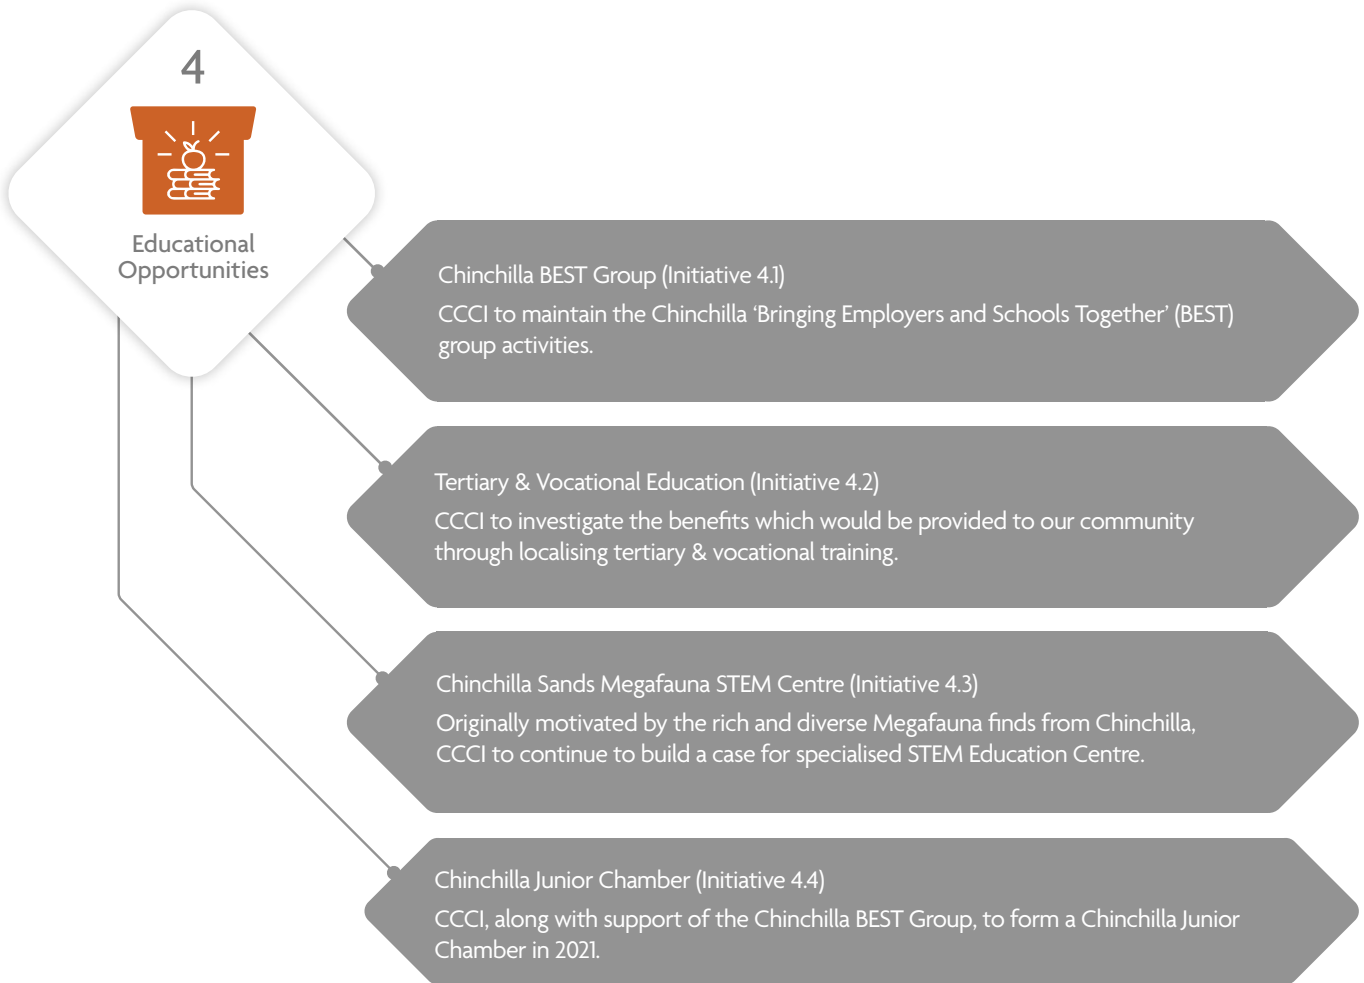 4
Educational
Opportunities
Chinchilla BEST Group (Initiative 4.1)
CCCI to maintain the Chinchilla ‘Bringing Employers and Schools Together’ (BEST)
group activities.
Tertiary & Vocational Education (Initiative 4.2)
CCCI to investigate the benefits which would be provided to our community
through localising tertiary & vocational training.
Chinchilla Sands Megafauna STEM Centre (Initiative 4.3)
Originally motivated by the rich and diverse Megafauna finds from Chinchilla,
CCCI to continue to build a case for specialised STEM Education Centre.
Chinchilla Junior Chamber (Initiative 4.4)
CCCI, along with support of the Chinchilla BEST Group, to form a Chinchilla Junior
Chamber in 2021.